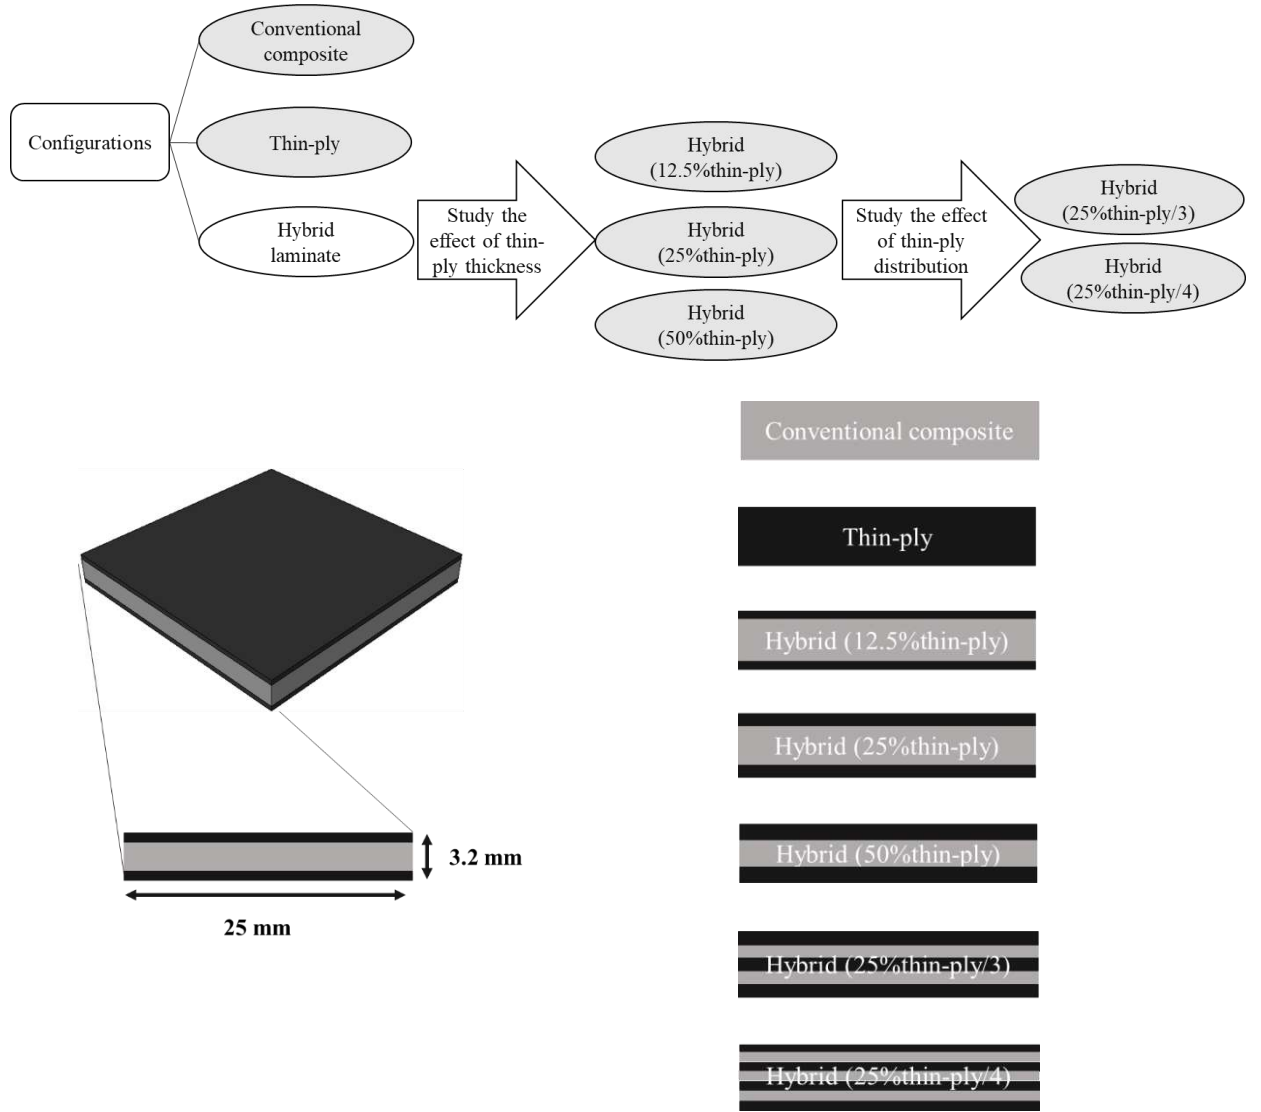 Conventional
composite
Configurations
Thin-ply
Hybrid
laminate
Study the
effect of thin-
ply thickness
Hybrid
(12.5%thin-ply)
Hybrid
(25%thin-ply)
Hybrid
(50%thin-ply)
Study the effect
of thin-ply
distribution
Hybrid
(25%thin-ply/3)
Hybrid
(25%thin-ply/4)
3.2 mm
25 mm
Conventional composite
Thin-ply
Hybrid (12.5%thin-ply)
Hybrid (25%thin-ply)
Hybrid (50%thin-ply)
Hybrid (25%thin-ply/3)
Hybrid (25%thin-ply/4)